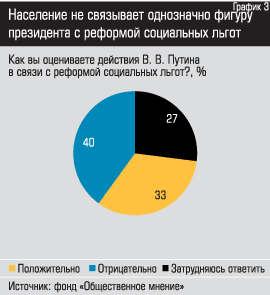 График 3
Население не связывает однозначно фигуру
президента с реформой социальных льгот
Как вы оцениваете действия В. В. Путина
в связи с реформой социальных льгот?, %
27
40
33
Положительно Отрицательно Затрудняюсь ответить
Источник: фонд «Общественное мнение»